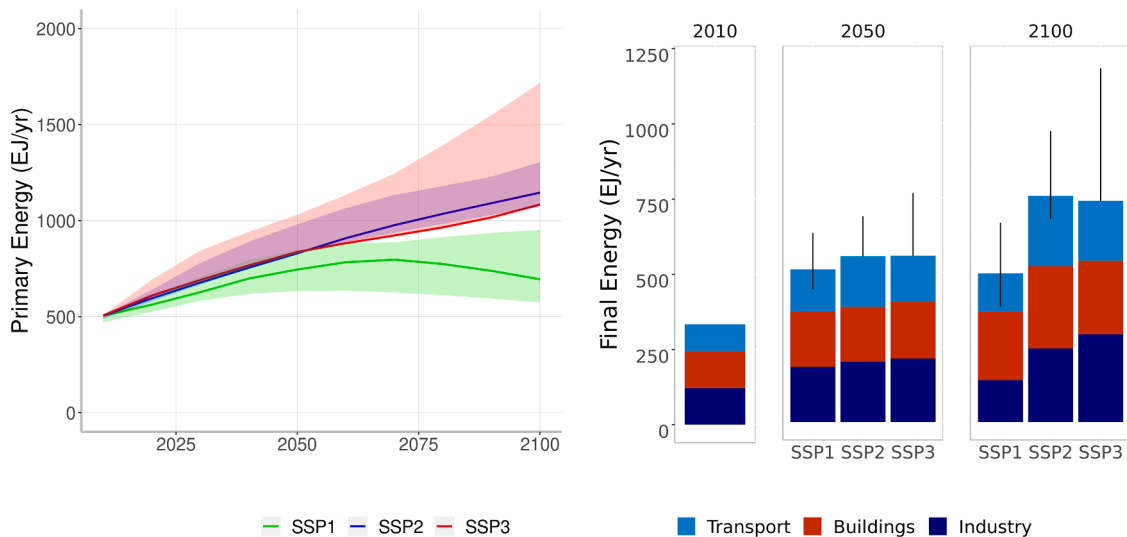 Primary Energy (EJ/yr)
2000
1500
1000
500
0
2025 2050 2075 2100
SSP1 SSP2 SSP3
2010 2050 2100
Final Energy (EJ/yr)
1250
1000
750
500
250
0
SSP1 SSP2 SSP3 SSP1 SSP2 SSP3
Transport Buildings Industry